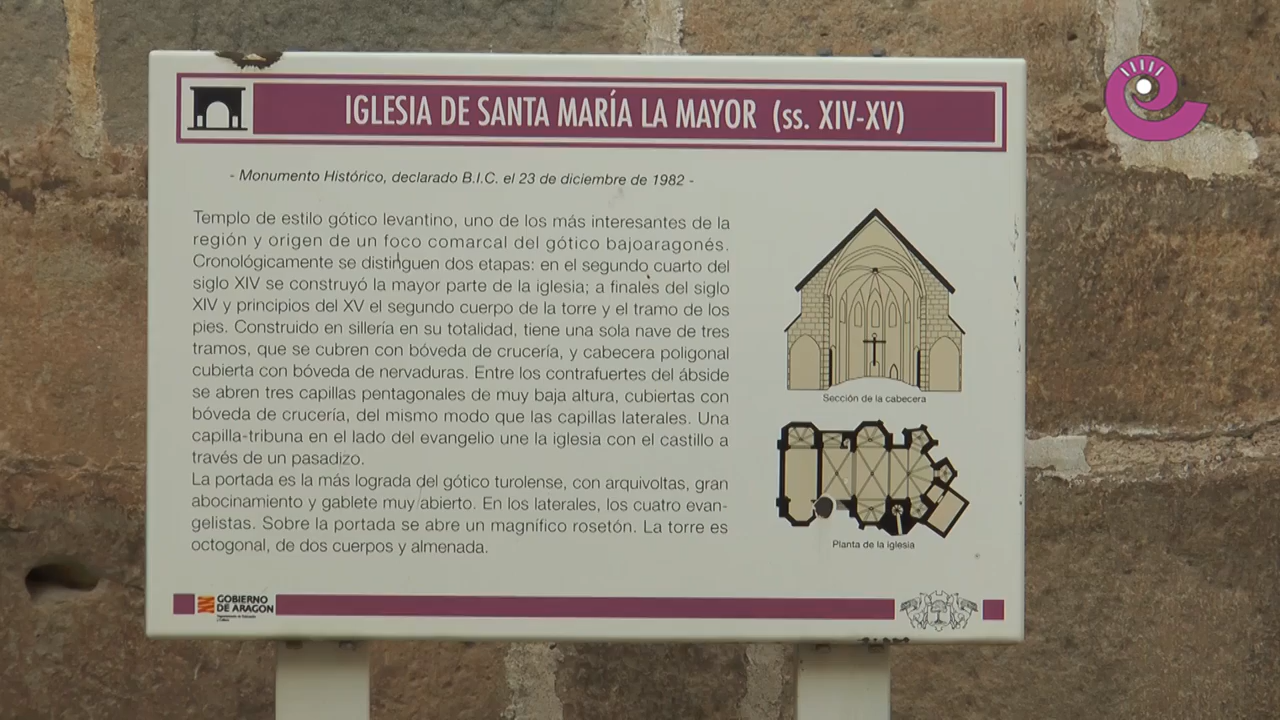 IGLESIA DE SANTA MARÍA LA MAYOR (ss. XIV-XV)
- Monumento Histórico, declarado B.I.C. el 23 de diciembre de 1982 -
Templo de estilo gótico levantino, uno de los más interesantes de la
región y origen de un foco comarcal del gótico bajoaragonés.
Cronológicamente se distinguen dos etapas: en el segundo cuarto del
siglo XIV se construyó la mayor parte de la iglesia; a finales del siglo
XIV y principios del XV el segundo cuerpo de la torre y el tramo de los
pies. Construido en sillería en su totalidad, tiene una sola nave de tres
tramos, que se cubren con bóveda de crucería, y cabecera poligonal
cubierta con bóveda de nervaduras. Entre los contrafuertes del ábside
se abren tres capillas pentagonales de muy baja altura, cubiertas con
bóveda de crucería, del mismo modo que las capillas laterales. Una
capilla-tribuna en el lado del evangelio une la iglesia con el castillo a
través de un pasadizo.
La portada es la más lograda del gótico turolense, con arquivoltas, gran
abocinamiento y gablete muy abierto. En los laterales, los cuatro evan-
gelistas. Sobre la portada se abre un magnífico rosetón. La torre es
octogonal, de dos cuerpos y almenada.
Sección de la cabecera
Planta de la iglesia
GOBIERNO
DE ARAGON